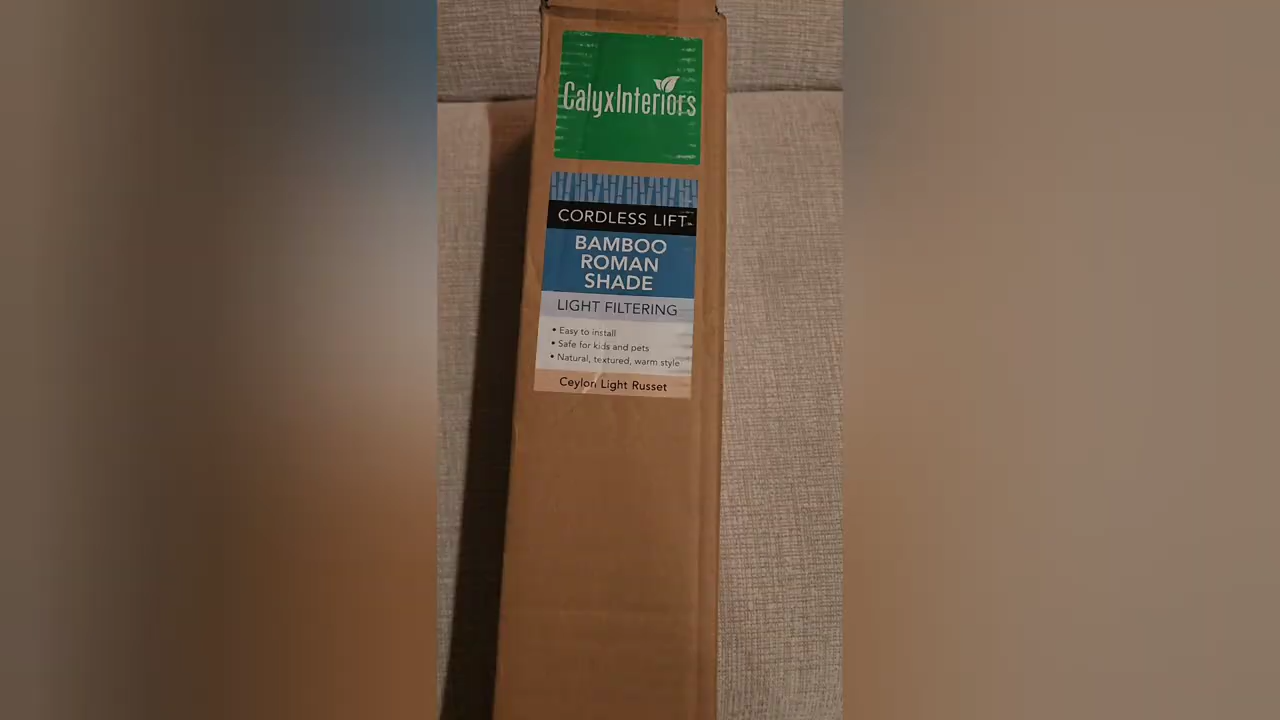 CalyxInteriors
CORDLESS LIFT™
BAMBOO
ROMAN
SHADE
LIGHT FILTERING
• Easy to install
• Safe for kids and pets
• Natural, textured, warm style
Ceylon Light Russet